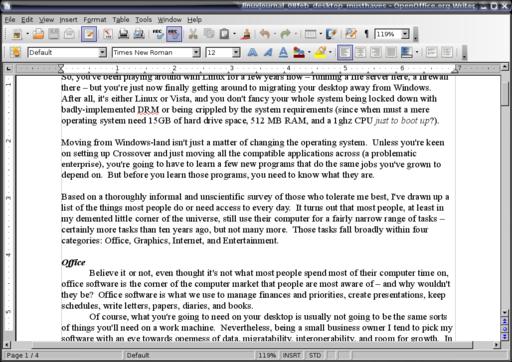 linuxjournal_08feb_desktop_musthaves - OpenOffice.org Writer
File Edit View Insert Format Table Tools Window Help
119%
Default Times New Roman 12
So, you've been playing around with Linux for a few years now – running a file server here, a firewall
there – but you're just now finally getting around to migrating your desktop away from Windows.
After all, it's either Linux or Vista, and you don't fancy your whole system being locked down with
badly-implemented DRM or being crippled by the system requirements (since when must a mere
operating system need 15GB of hard drive space, 512 MB RAM, and a 1ghz CPU just to boot up?).
Moving from Windows-land isn't just a matter of changing the operating system. Unless you're keen
on setting up Crossover and just moving all the compatible applications across (a problematic
enterprise), you're going to have to learn a few new programs that do the same jobs you've grown to
depend on. But before you learn those programs, you need to know what they are.
Based on a thoroughly informal and unscientific survey of those who tolerate me best, I've drawn up a
list of the things most people do or need access to every day. It turns out that most people, at least in
my demented little corner of the universe, still use their computer for a fairly narrow range of tasks –
certainly more tasks than ten years ago, but not many more. Those tasks fall broadly within four
categories: Office, Graphics, Internet, and Entertainment.
Office
Believe it or not, even thought it's not what most people spend most of their computer time on,
office software is the corner of the computer market that people are most aware of – and why wouldn't
they be? Office software is what we use to manage finances and priorities, create presentations, keep
schedules, write letters, papers, diaries, and books.
Of course, what you're going to need on your desktop is usually not going to be the same sorts
of things you'll need on a work machine. Nevertheless, being a small business owner I tend to pick my
software with an eye towards openness of data, migratability, interoperability, and room for growth. In
Page 1 / 4 Default 119% INSRT STD